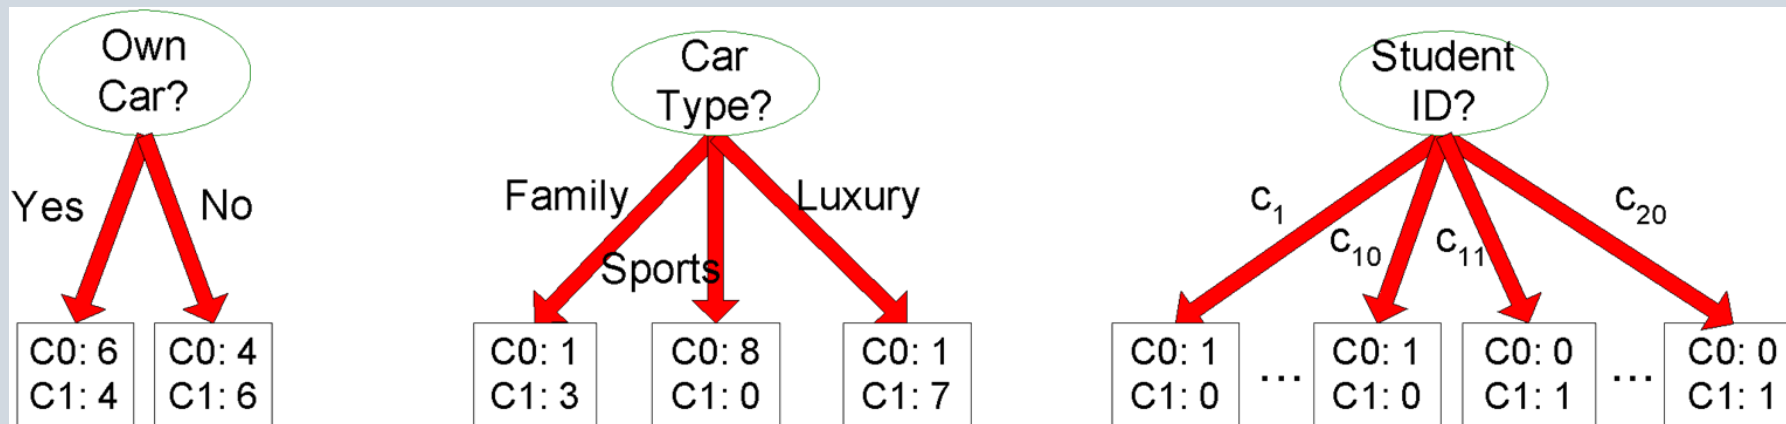 Own
Car?
Yes
No
C0: 6
C1: 4
C0: 4
C1: 6
Car
Type?
Family
Sports
Luxury
C0: 1
C1: 3
C0: 8
C1: 0
C0: 1
C1: 7
Student
ID?
c1
c10
c11
c20
C0: 1
C1: 0
...
C0: 1
C1: 0
C0: 0
C1: 1
...
C0: 0
C1: 1